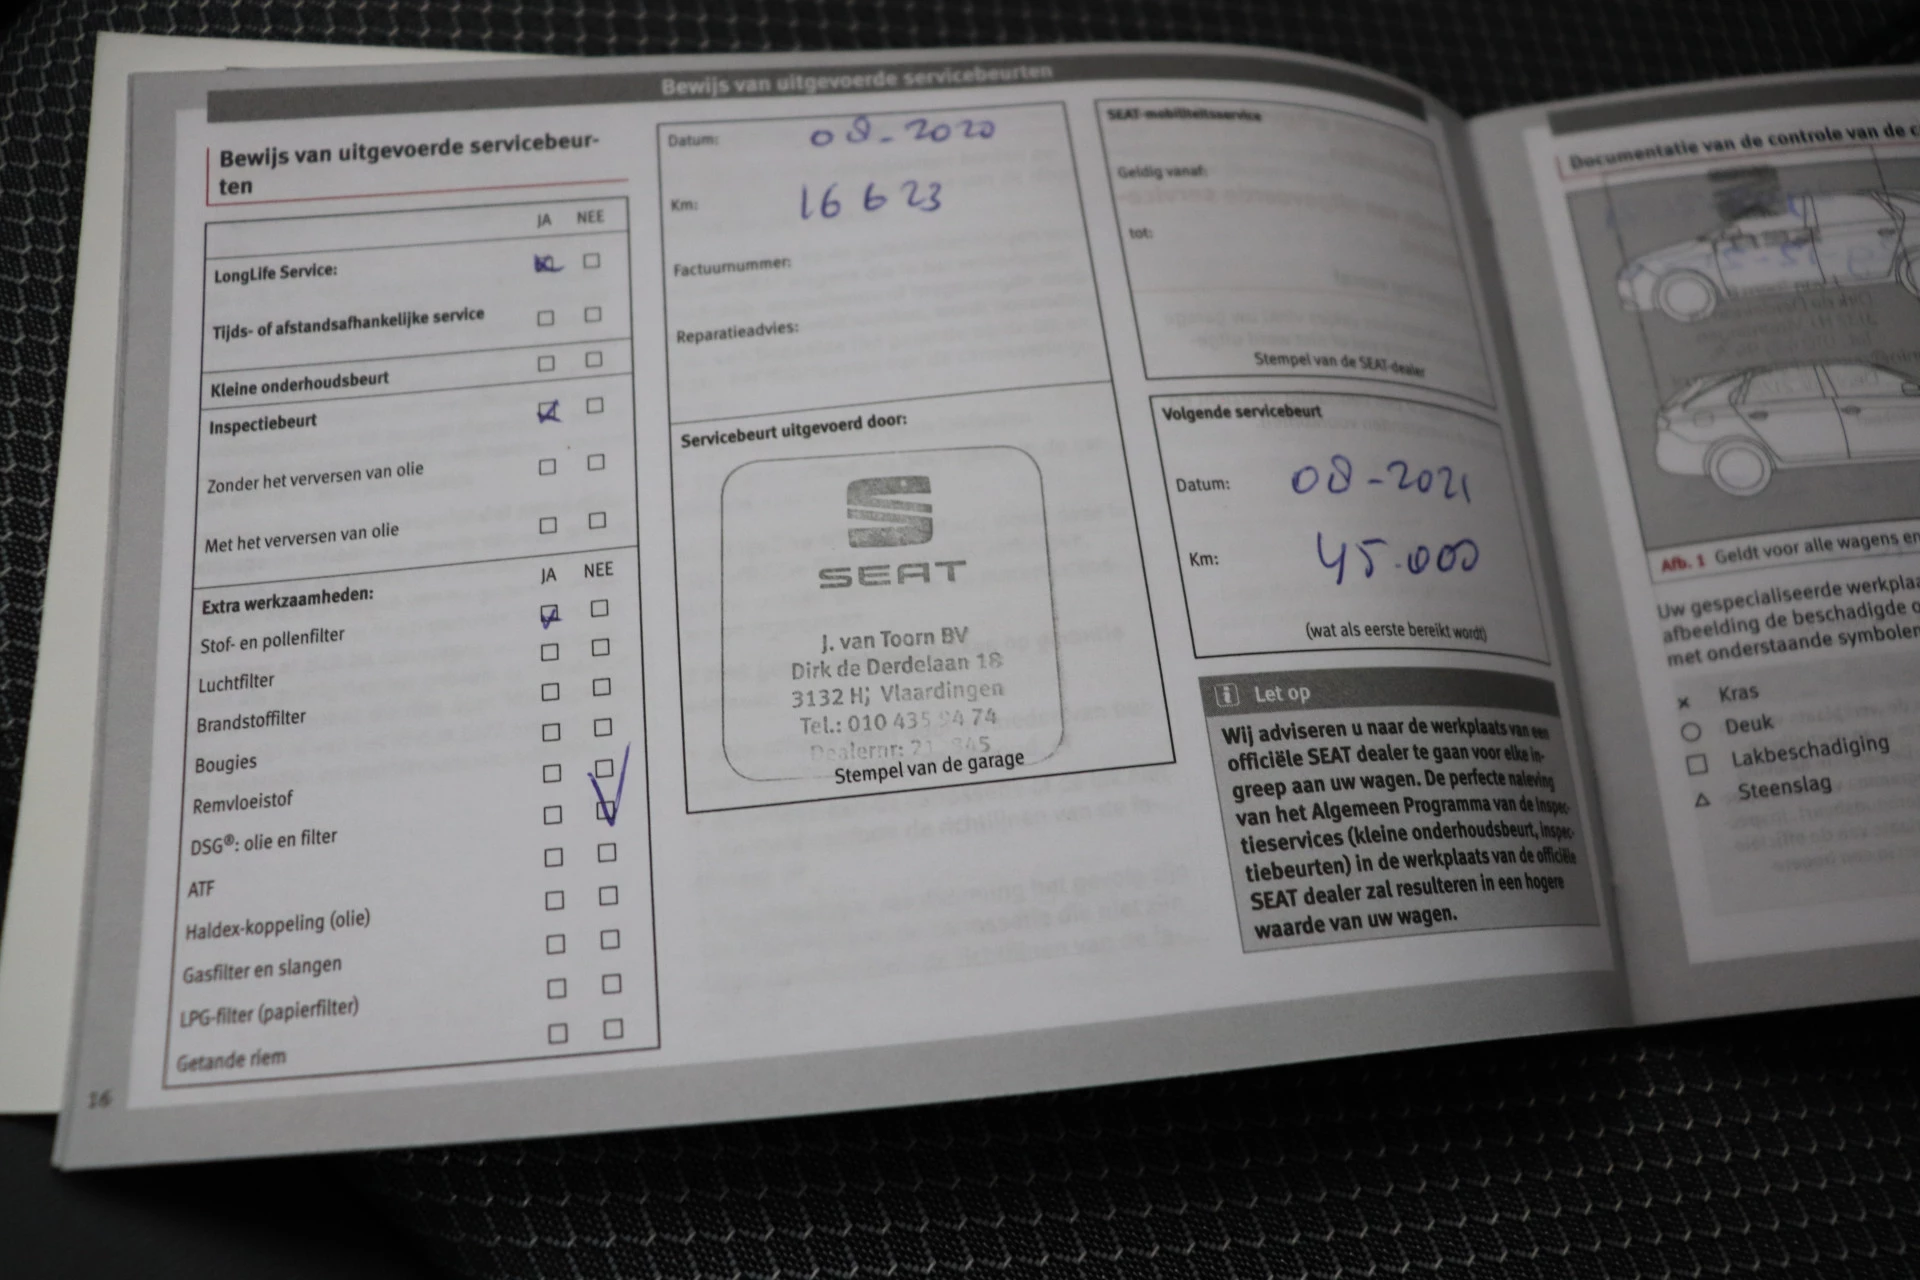 Bewijs van uitgevoerde servicebeurten
Bewijs van uitgevoerde servicebeur-
ten
JA NEE
LongLife Service:
Tijds- of afstandsafhankelijke service
Kleine onderhoudsbeurt
Inspectiebeurt
Zonder het verversen van olie
Met het verversen van olie
JA NEE
Extra werkzaamheden:
Stof- en pollenfilter
Luchtfilter
Brandstoffilter
Bougies
Remvloeistof
DSG®: olie en filter
ATF
Haldex-koppeling (olie)
Gasfilter en slangen
LPG-filter (papierfilter)
Getande riem
16
Datum: 08-2020
Km: 16623
Factuurnummer:
Reparatieadvies:
Servicebeurt uitgevoerd door:
SEAT
J. van Toorn BV
Dirk de Derdelaan 18
3132 HJ Vlaardingen
Tel.: 010 435 94 74
Dealernr:
Stempel van de garage
SEAT-mobiliteitsservice
Geldig vanaf:
tot:
Stempel van de SEAT-dealer
Volgende servicebeurt
Datum: 08-2021
Km: 45.000
(wat als eerste bereikt wordt)
i Let op
Wij adviseren u naar de werkplaats van een
officiële SEAT dealer te gaan voor elke in-
greep aan uw wagen. De perfecte naleving
van het Algemeen Programma van de Inspec-
tieservices (kleine onderhoudsbeurt, inspec-
tiebeurten) in de werkplaats van de officiële
SEAT dealer zal resulteren in een hogere
waarde van uw wagen.
Documentatie van de controle van de
Afb. 1 Geldt voor alle wagens en
Uw gespecialiseerde
afbeelding de beschadigde
met onderstaande symbolen
Kras
Deuk
Lakbeschadiging
Steenslag